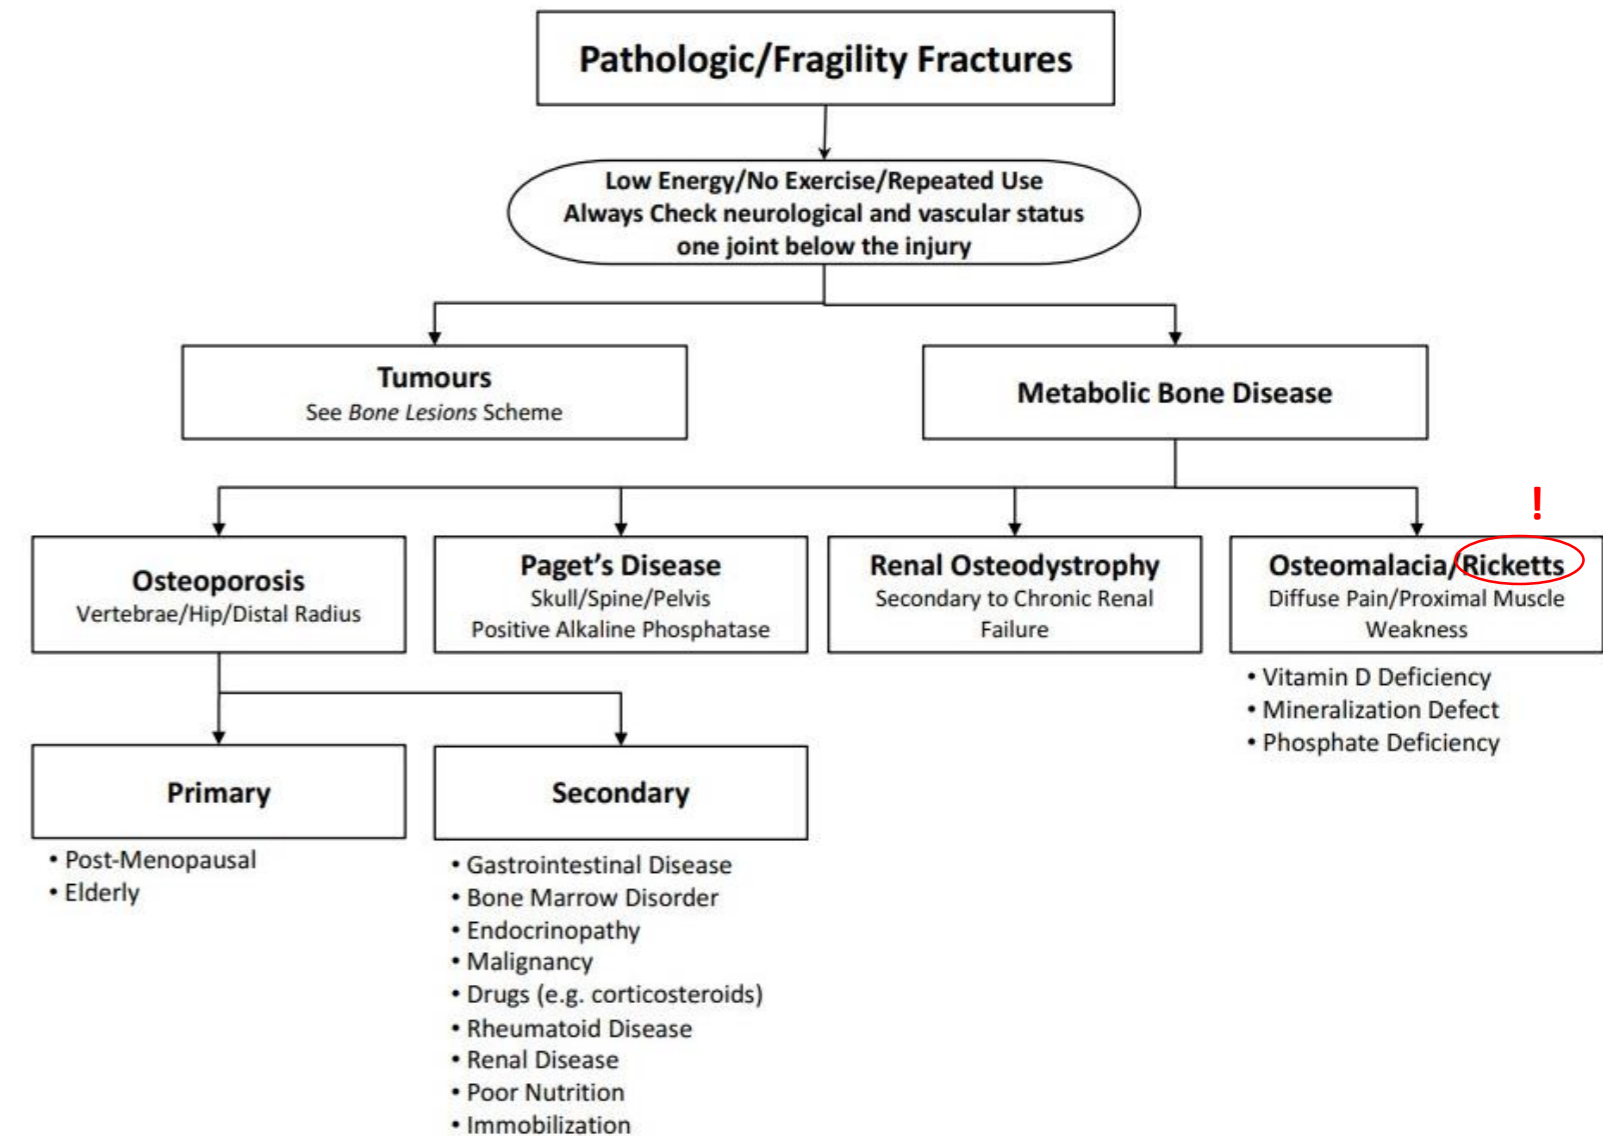 Pathologic/Fragility Fractures
Low Energy/No Exercise/Repeated Use
Always Check neurological and vascular status
one joint below the injury
Tumours
See Bone Lesions Scheme
Metabolic Bone Disease
!
Osteoporosis
Vertebrae/Hip/Distal Radius
Paget's Disease
Skull/Spine/Pelvis
Positive Alkaline Phosphatase
Renal Osteodystrophy
Secondary to Chronic Renal
Failure
Osteomalacia/Ricketts
Diffuse Pain/Proximal Muscle
Weakness
• Vitamin D Deficiency
• Mineralization Defect
• Phosphate Deficiency
Primary
• Post-Menopausal
• Elderly
Secondary
• Gastrointestinal Disease
• Bone Marrow Disorder
• Endocrinopathy
• Malignancy
• Drugs (e.g. corticosteroids)
• Rheumatoid Disease
• Renal Disease
• Poor Nutrition
• Immobilization